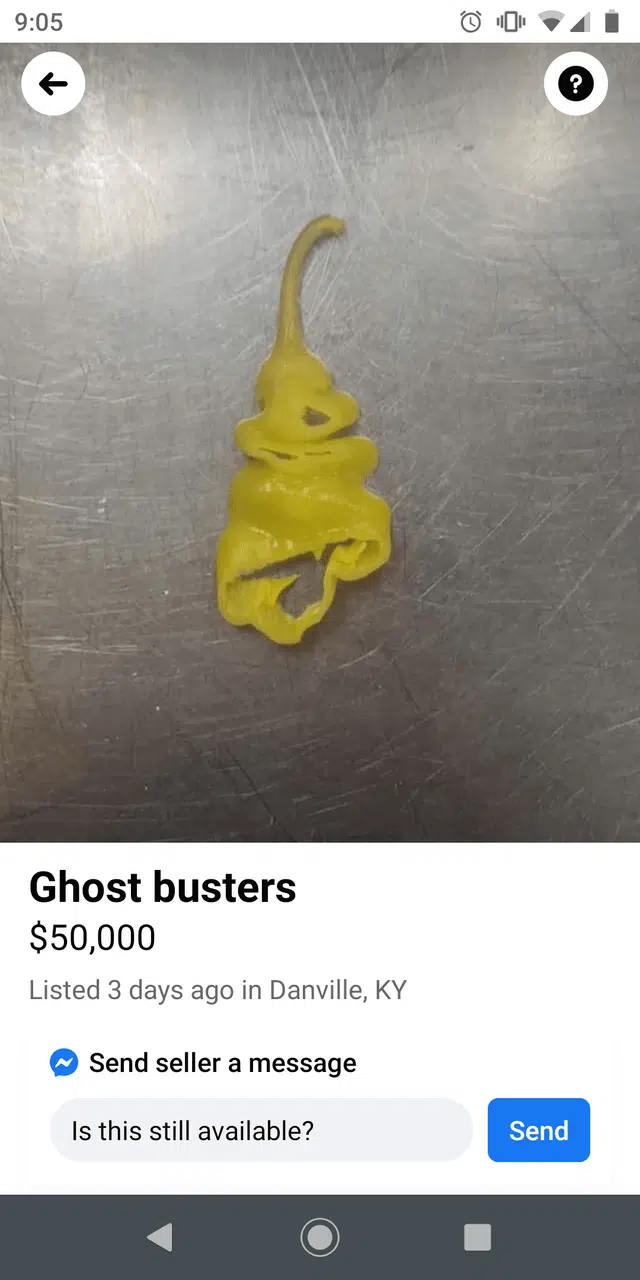 9:05
Ghost busters
$50,000
Listed 3 days ago in Danville, KY
Send seller a message
Is this still available?
Send